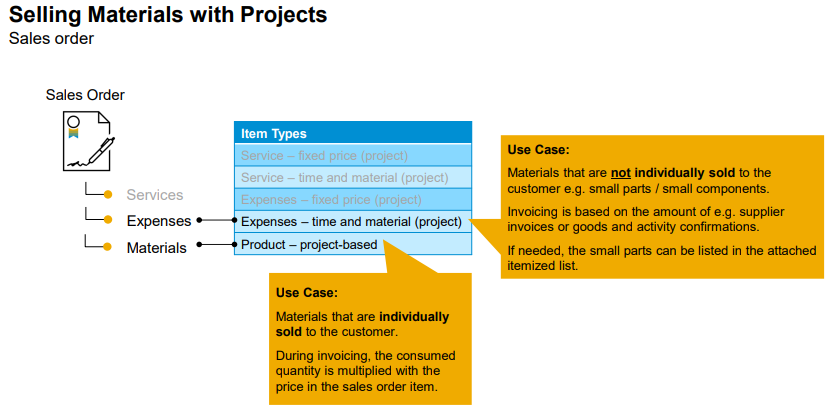 Selling Materials with Projects
Sales order
Sales Order
Services
Expenses
Materials
Item Types
Service – fixed price (project)
Service – time and material (project)
Expenses – fixed price (project)
Expenses – time and material (project)
Product – project-based
Use Case:
Materials that are not individually sold to the
customer e.g. small parts / small components.
Invoicing is based on the amount of e.g. supplier
invoices or goods and activity confirmations.
If needed, the small parts can be listed in the attached
itemized list.
Use Case:
Materials that are individually
sold to the customer.
During invoicing, the consumed
quantity is multiplied with the
price in the sales order item.